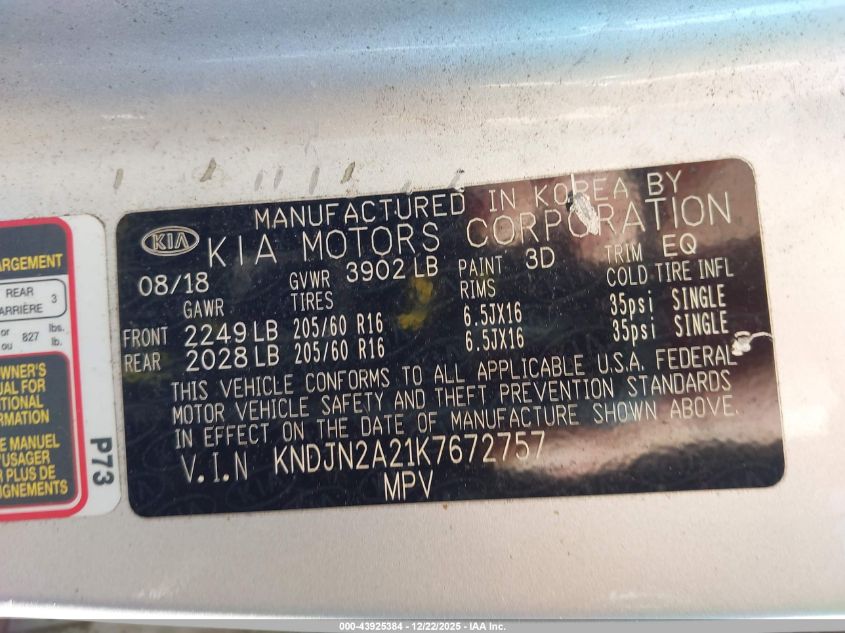 MANUFACTURED IN KOREA BY
KIA KIA MOTORS CORPORATION
08/18 GVWR 3902 LB PAINT 3D TRIM EQ
GAWR TIRES RIMS COLD TIRE INFL
FRONT 2249 LB 205/60 R16 6.5JX16 35psi SINGLE
REAR 2028 LB 205/60 R16 6.5JX16 35psi SINGLE
THIS VEHICLE CONFORMS TO ALL APPLICABLE U.S.A. FEDERAL
MOTOR VEHICLE SAFETY AND THEFT PREVENTION STANDARDS
IN EFFECT ON THE DATE OF MANUFACTURE SHOWN ABOVE.
V.I.N KNDJN2A21K7672757
MPV
ARGEMENT
REAR 3
ARRIÈRE
or 827 lbs.
ou lb.
OWNER'S
UAL FOR
ITIONAL
RMATION
LE MANUEL
'USAGER
R PLUS DE
IGNEMENTS
P73
000-43925384 - 12/22/2025 - IAA Inc.